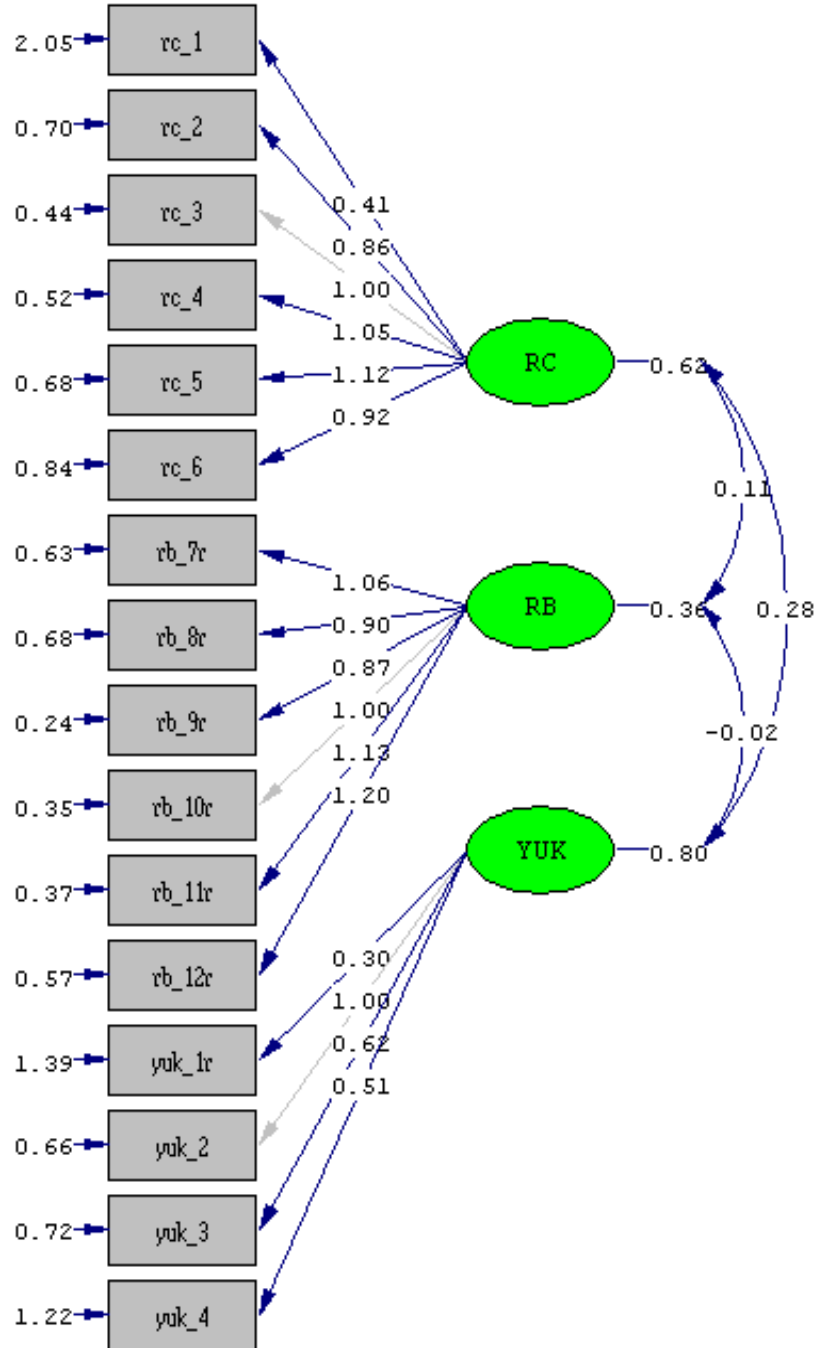 2.05 rc_1
0.70 rc_2
0.44 rc_3
0.52 rc_4
0.68 rc_5
0.84 rc_6
0.63 rb_7r
0.68 rb_8r
0.24 rb_9r
0.35 rb_10r
0.37 rb_11r
0.57 rb_12r
1.39 yuk_1r
0.66 yuk_2
0.72 yuk_3
1.22 yuk_4
0.41
0.86
1.00
1.05
1.12
0.92
1.06
0.90
0.87
1.00
1.13
1.20
0.30
1.00
0.62
0.51
RC 0.62
RB 0.36
YUK 0.80
0.11
0.28
-0.02